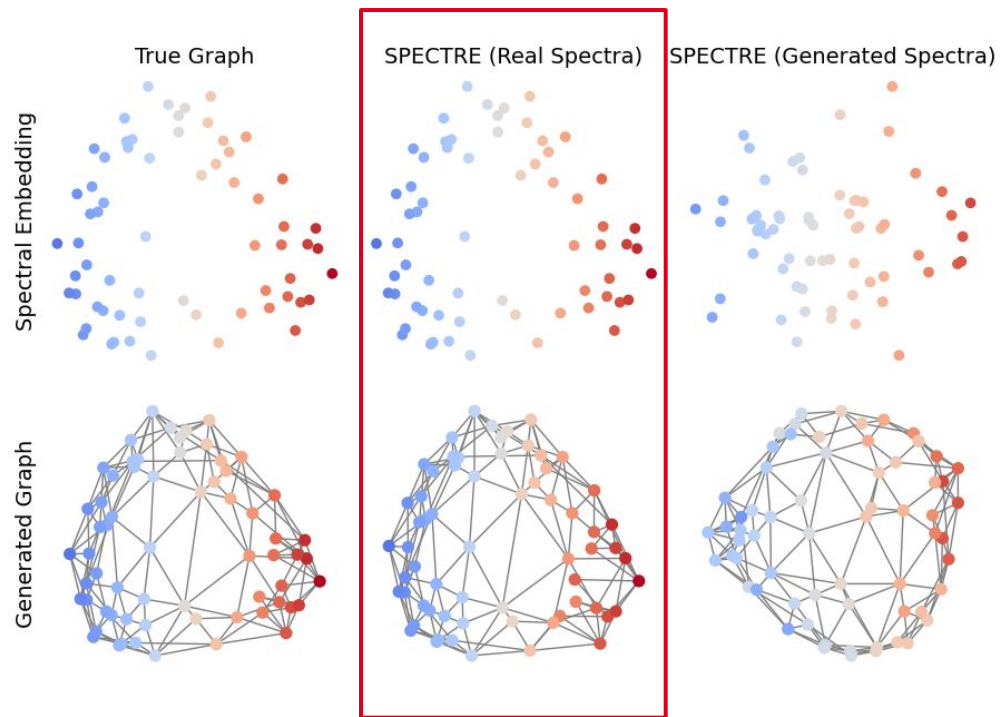 True Graph
SPECTRE (Real Spectra)
SPECTRE (Generated Spectra)
Spectral Embedding
Generated Graph